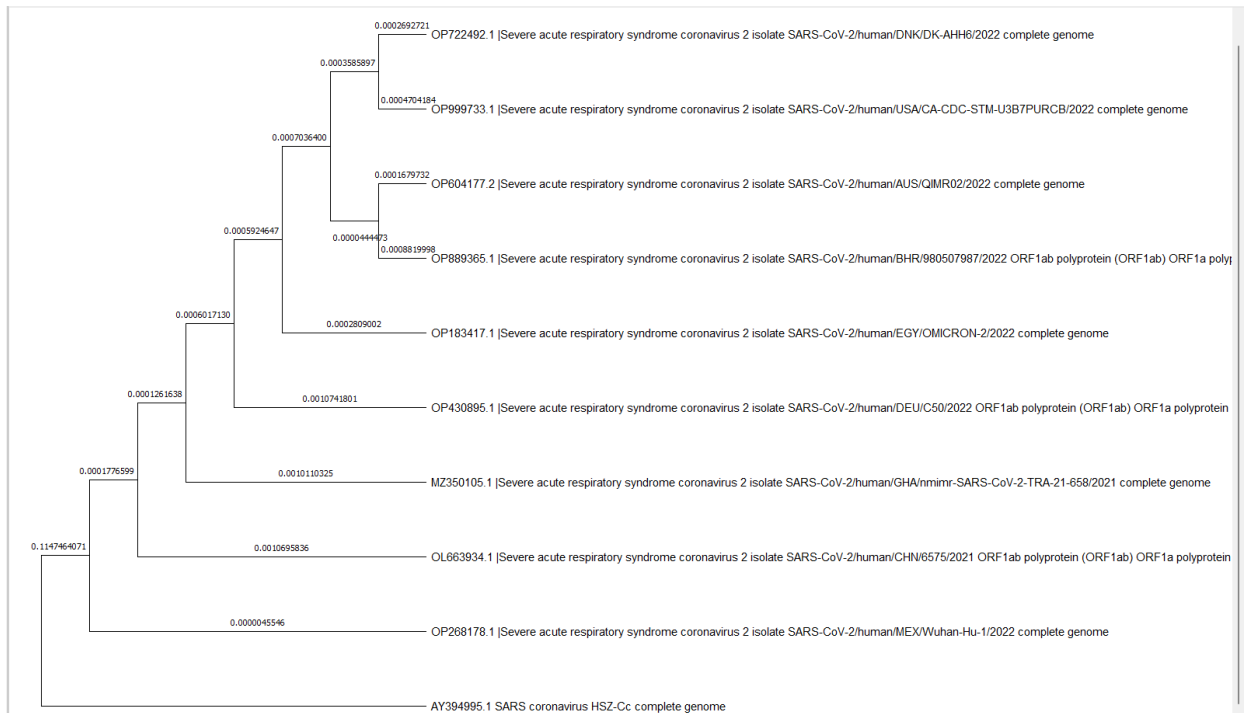 0.0002692721
OP722492.1 |Severe acute respiratory syndrome coronavirus 2 isolate SARS-CoV-2/human/DNK/DK-AHH6/2022 complete genome
0.0003585897
0.0004704184
OP999733.1 |Severe acute respiratory syndrome coronavirus 2 isolate SARS-CoV-2/human/USA/CA-CDC-STM-U3B7PURCB/2022 complete genome
0.0007036400
0.0001679732
OP604177.2 |Severe acute respiratory syndrome coronavirus 2 isolate SARS-CoV-2/human/AUS/QIMR02/2022 complete genome
0.0005924647
0.0000444473
0.0008819998
OP889365.1 |Severe acute respiratory syndrome coronavirus 2 isolate SARS-CoV-2/human/BHR/980507987/2022 ORF1ab polyprotein (ORF1ab) ORF1a polyp
0.0006017130
0.0002809002
OP183417.1 |Severe acute respiratory syndrome coronavirus 2 isolate SARS-CoV-2/human/EGY/OMICRON-2/2022 complete genome
0.0001261638
0.0010741801
OP430895.1 |Severe acute respiratory syndrome coronavirus 2 isolate SARS-CoV-2/human/DEU/C50/2022 ORF1ab polyprotein (ORF1ab) ORF1a polyprotein
0.0001776599
0.0010110325
MZ350105.1 |Severe acute respiratory syndrome coronavirus 2 isolate SARS-CoV-2/human/GHA/nmimr-SARS-CoV-2-TRA-21-658/2021 complete genome
0.1147464071
0.0010695836
OL663934.1 |Severe acute respiratory syndrome coronavirus 2 isolate SARS-CoV-2/human/CHN/6575/2021 ORF1ab polyprotein (ORF1ab) ORF1a polyprotein
0.0000045546
OP268178.1 |Severe acute respiratory syndrome coronavirus 2 isolate SARS-CoV-2/human/MEX/Wuhan-Hu-1/2022 complete genome
AY394995.1 SARS coronavirus HSZ-Cc complete genome